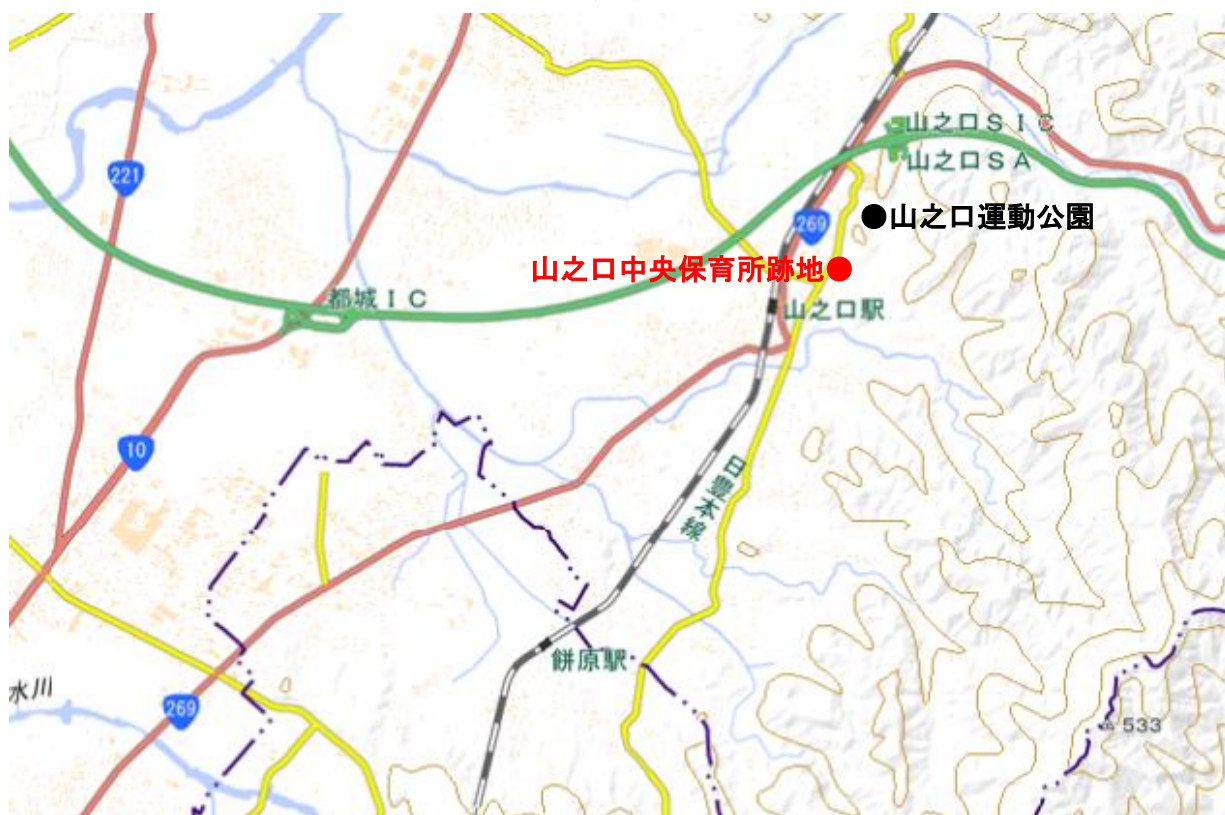 山之口SIC
山之口SA
221
●山之口運動公園
269
山之口中央保育所跡地●
都城IC
山之口駅
10
日豊本線
餅原駅
水川
269
533